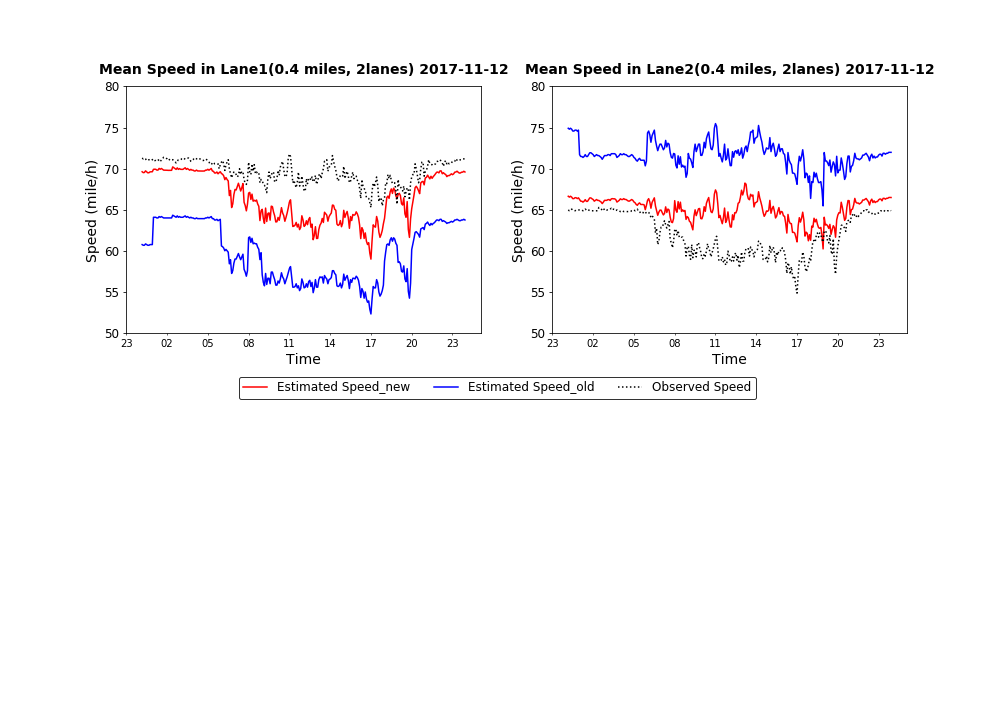 Mean Speed in Lane1(0.4 miles, 2lanes) 2017-11-12
80
75
70
65
60
55
50
Speed (mile/h)
23 02 05 08 11 14 17 20 23
Time
Mean Speed in Lane2(0.4 miles, 2lanes) 2017-11-12
80
75
70
65
60
55
50
Speed (mile/h)
23 02 05 08 11 14 17 20 23
Time
Estimated Speed_new Estimated Speed_old Observed Speed